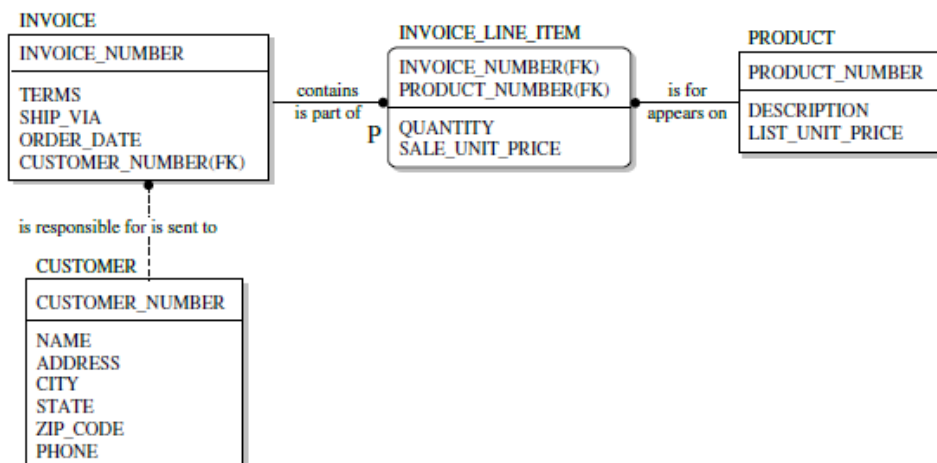 INVOICE
INVOICE_NUMBER
TERMS
SHIP_VIA
ORDER_DATE
CUSTOMER_NUMBER(FK)
contains
is part of
P
INVOICE_LINE_ITEM
INVOICE_NUMBER(FK)
PRODUCT_NUMBER(FK)
QUANTITY
SALE_UNIT_PRICE
is for
appears on
PRODUCT
PRODUCT_NUMBER
DESCRIPTION
LIST_UNIT_PRICE
is responsible for is sent to
CUSTOMER
CUSTOMER_NUMBER
NAME
ADDRESS
CITY
STATE
ZIP_CODE
PHONE